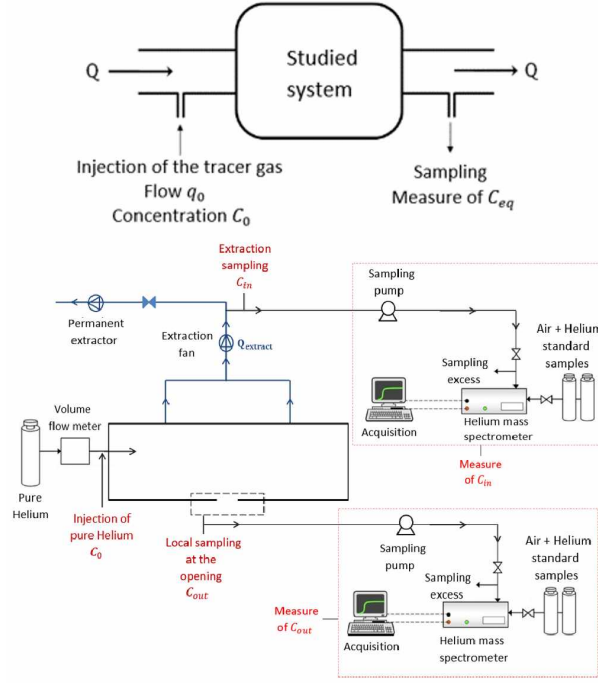 Studied
system
Q
Q
Injection of the tracer gas
Flow q₀
Concentration C₀
Sampling
Measure of Cₑq
Extraction
sampling
Cᵢₙ
Permanent
extractor
Extraction
fan
Qextract
Sampling
pump
Air + Helium
standard
samples
Sampling
excess
Acquisition
Helium mass
spectrometer
Measure
of Cᵢₙ
Volume
flow meter
Pure
Helium
Injection of
pure Helium
C₀
Local sampling
at the
opening
Cₒᵤₜ
Sampling
pump
Air + Helium
standard
samples
Sampling
excess
Measure
of Cₒᵤₜ
Acquisition
Helium mass
spectrometer